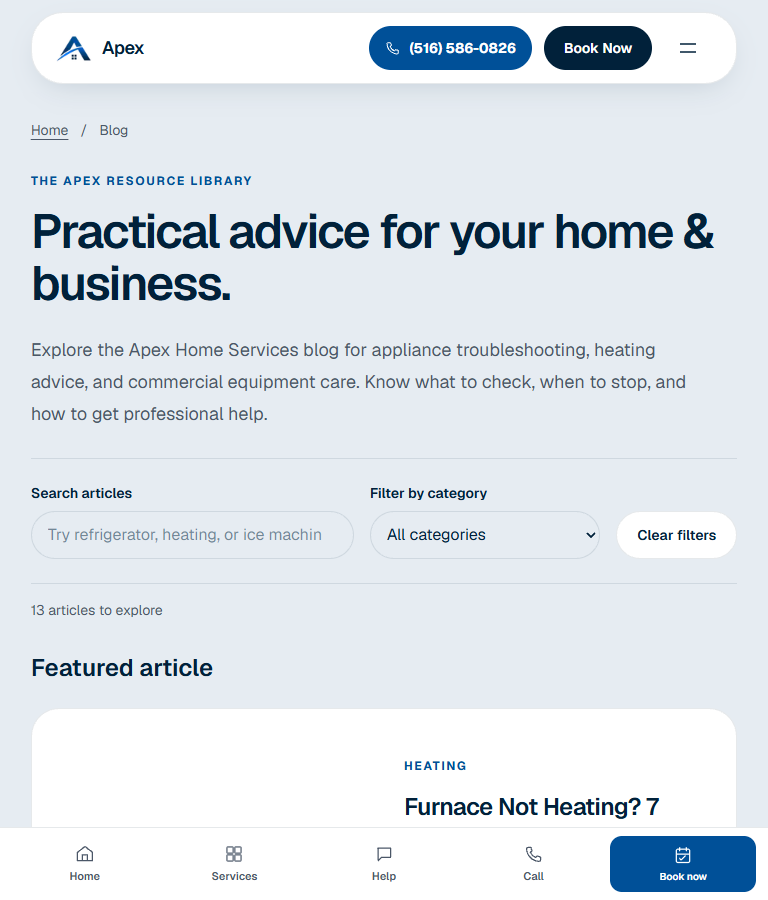 Apex
(516) 586-0826
Book Now
Home / Blog
THE APEX RESOURCE LIBRARY
Practical advice for your home &
business.
Explore the Apex Home Services blog for appliance troubleshooting, heating
advice, and commercial equipment care. Know what to check, when to stop, and
how to get professional help.
Search articles
Filter by category
Try refrigerator, heating, or ice machin
All categories
Clear filters
13 articles to explore
Featured article
HEATING
Furnace Not Heating? 7
Home
Services
Help
Call
Book now